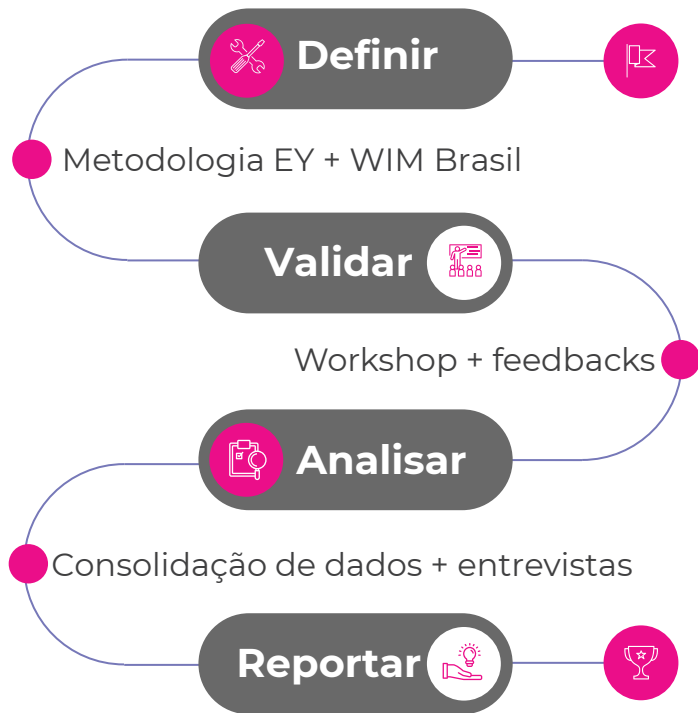 Definir
Metodologia EY + WIM Brasil
Validar
Workshop + feedbacks
Analisar
Consolidação de dados + entrevistas
Reportar